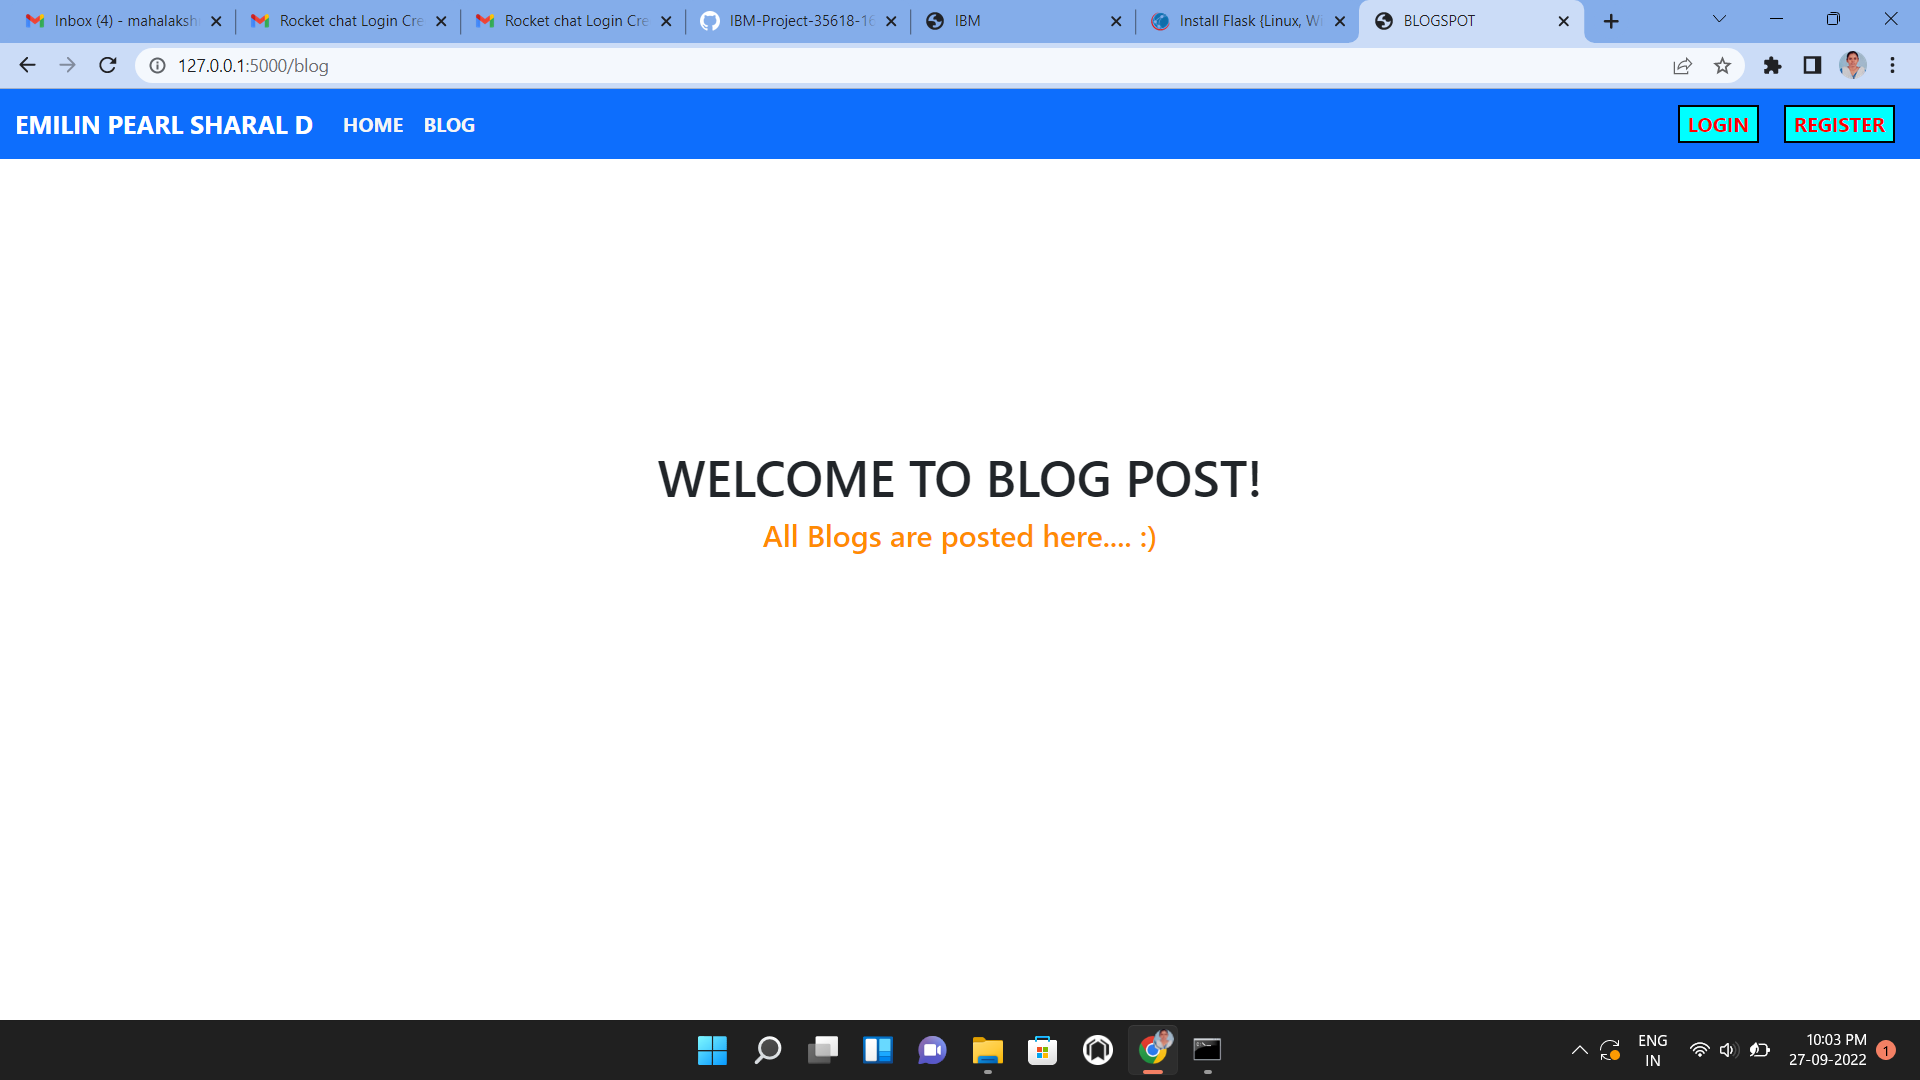 Inbox (4) - mahalaksh
Rocket chat Login Cre
Rocket chat Login Cre
IBM-Project-35618-16
IBM
Install Flask {Linux, Wi
BLOGSPOT
127.0.0.1:5000/blog
EMILIN PEARL SHARAL D
HOME
BLOG
LOGIN
REGISTER
WELCOME TO BLOG POST!
All Blogs are posted here.... :)
ENG
IN
10:03 PM
27-09-2022
1